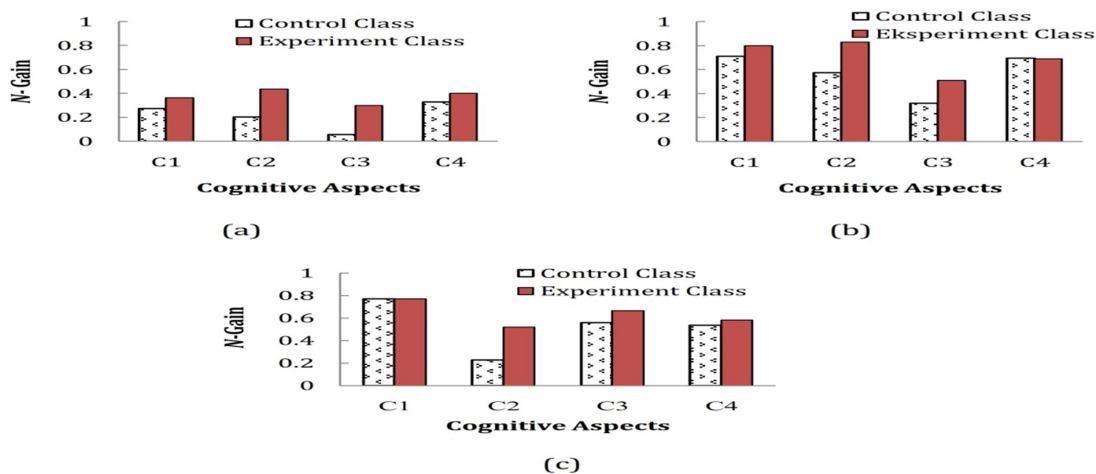 1
0.8
0.6
0.4
0.2
0
N- Gain
Control Class
Experiment Class
C1 C2 C3 C4
Cognitive Aspects
(a)
1
0.8
0.6
0.4
0.2
0
N- Gain
Control Class
Eksperiment Class
C1 C2 C3 C4
Cognitive Aspects
(b)
1
0.8
0.6
0.4
0.2
0
N-Gain
Control Class
Experiment Class
C1 C2 C3 C4
Cognitive Aspects
(c)